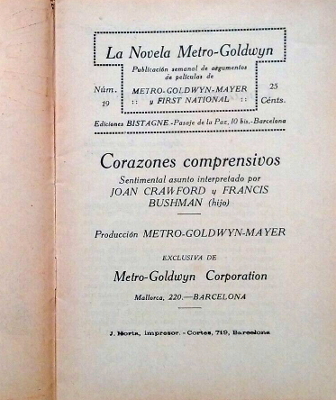 La Novela Metro-Goldwyn
Publicación semanal de argumentos
de películas de
Núm. METRO-GOLDWYN-MAYER 25
19 :: y FIRST NATIONAL :: Cénts.
Ediciones BISTAGNE.-Pasaje de la Paz, 10 bis.-Barcelona
Corazones comprensivos
Sentimental asunto interpretado por
JOAN CRAWFORD y FRANCIS
BUSHMAN (hijo)
Producción METRO-GOLDWYN-MAYER
EXCLUSIVA DE
Metro-Goldwyn Corporation
Mallorca, 220.—BARCELONA
J. Horta, impresor. - Cortes, 719, Barcelona